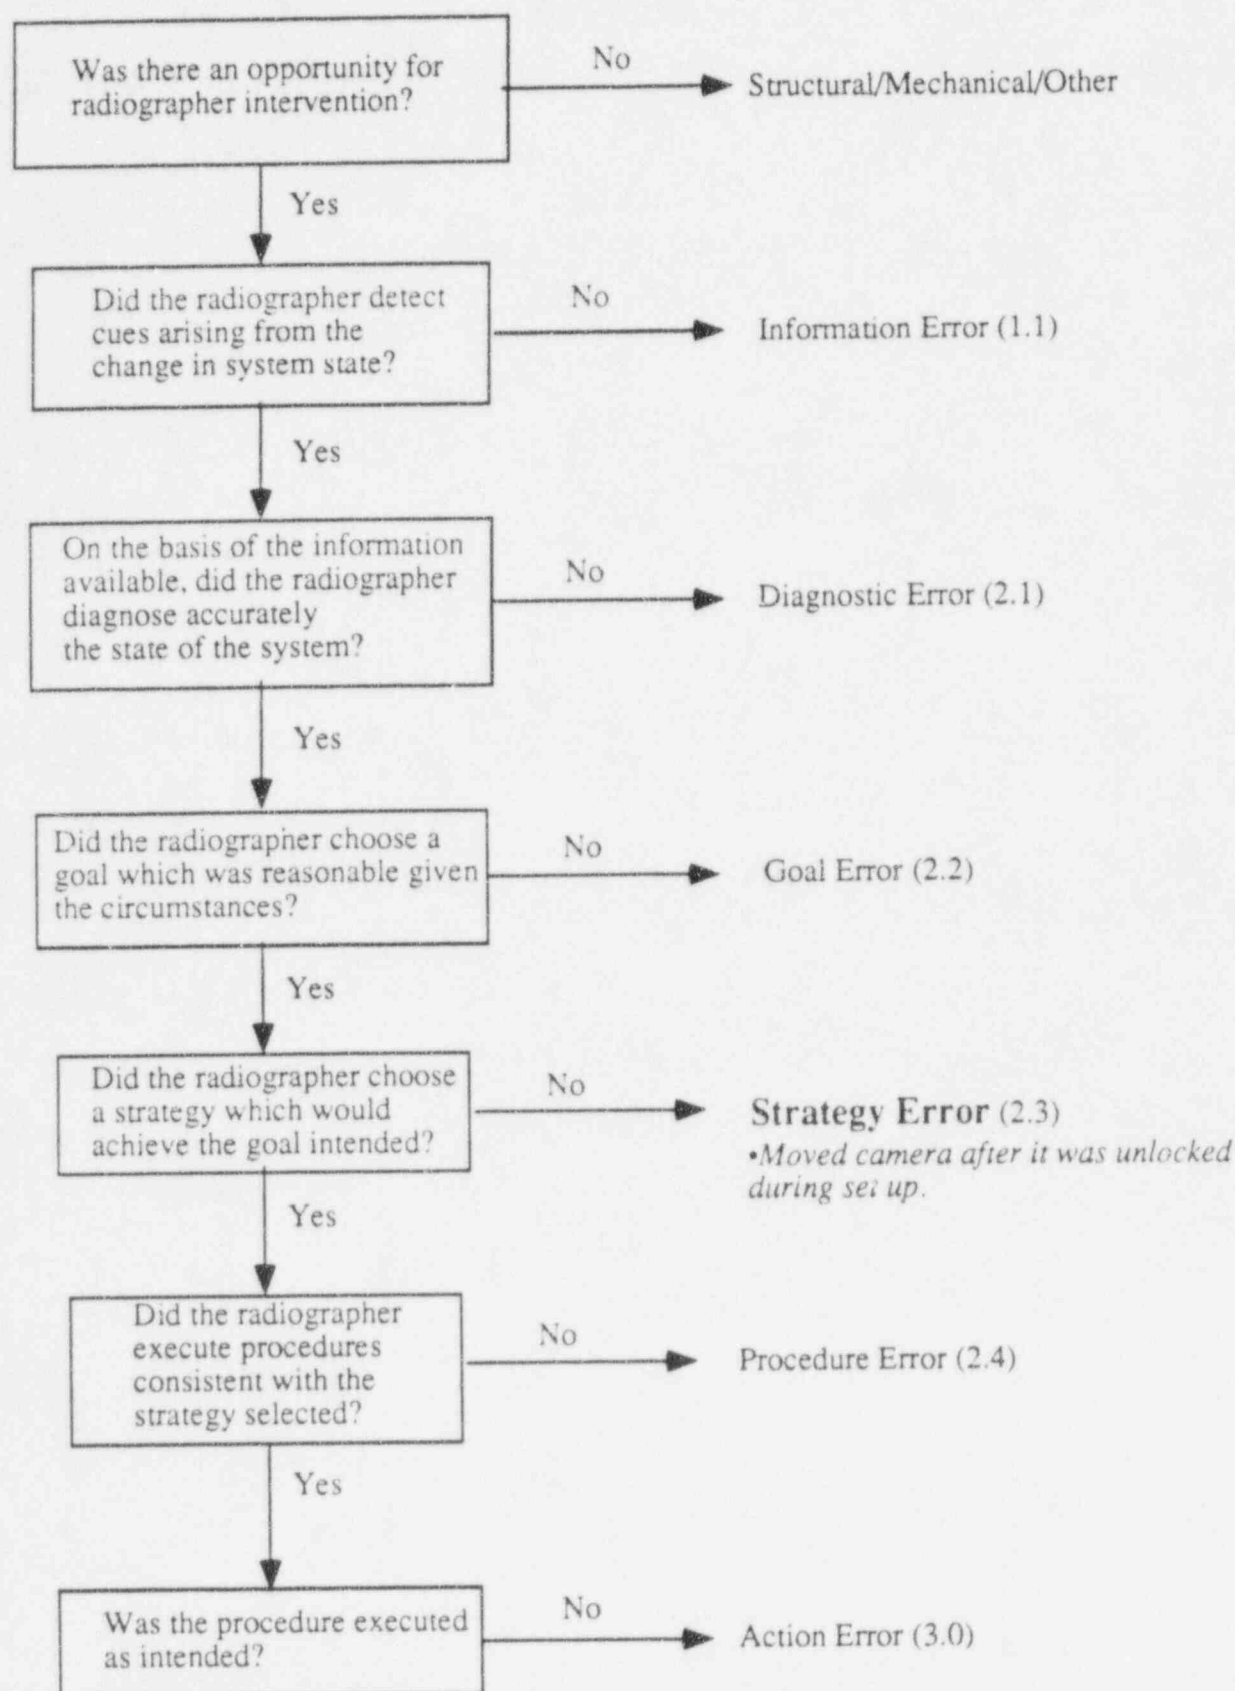 Was there an opportunity for
radiographer intervention?
No
Structural/Mechanical/Other
Yes
Did the radiographer detect
cues arising from the
change in system state?
No
Information Error (1.1)
Yes
On the basis of the information
available, did the radiographer
diagnose accurately
the state of the system?
No
Diagnostic Error (2.1)
Yes
Did the radiographer choose a
goal which was reasonable given
the circumstances?
No
Goal Error (2.2)
Yes
Did the radiographer choose
a strategy which would
achieve the goal intended?
No
Strategy Error (2.3)
•Moved camera after it was unlocked
during set up.
Yes
Did the radiographer
execute procedures
consistent with the
strategy selected?
No
Procedure Error (2.4)
Yes
Was the procedure executed
as intended?
No
Action Error (3.0)